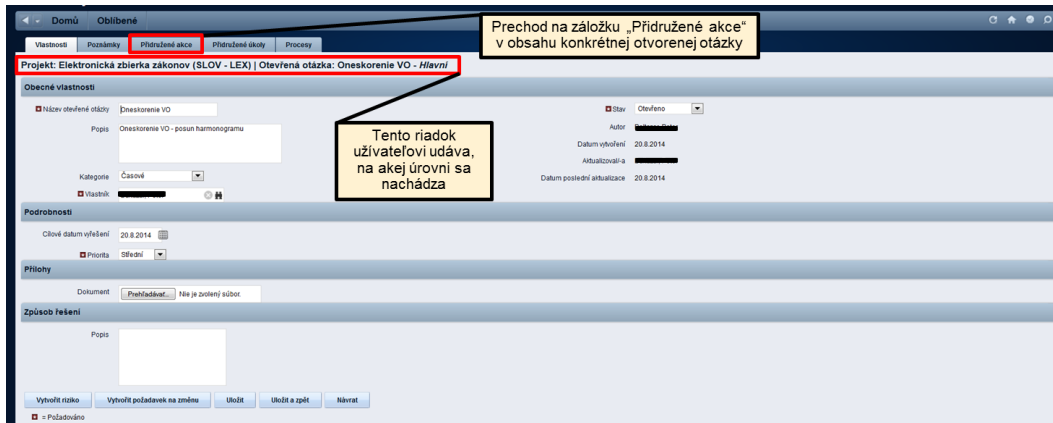 Domů Oblíbené
Prechod na záložku „Přidružené akce“
v obsahu konkrétnej otvorenej otázky
Vlastnosti Poznámky Přidružené akce Přidružené úkoly Procesy
Projekt: Elektronická zbierka zákonov (SLOV - LEX) | Otevřená otázka: Oneskorenie VO - Hlavní
Obecné vlastnosti
Název otevřené otázky Oneskorenie VO
Stav Otevřeno
Popis Oneskorenie VO - posun harmonogramu
Autor
Datum vytvoření 20.8.2014
Aktualizoval/-a
Datum poslední aktualizace 20.8.2014
Tento riadok
užívateľovi udáva,
na akej úrovni sa
nachádza
Kategorie Časové
Vlastník
Podrobnosti
Cílové datum vyřešení 20.8.2014
Priorita Střední
Přílohy
Dokument Prehľadávať... Nie je zvolený súbor.
Způsob řešení
Popis
Vytvořit riziko Vytvořit požadavek na změnu Uložit Uložit a zpět Návrat
= Požadováno